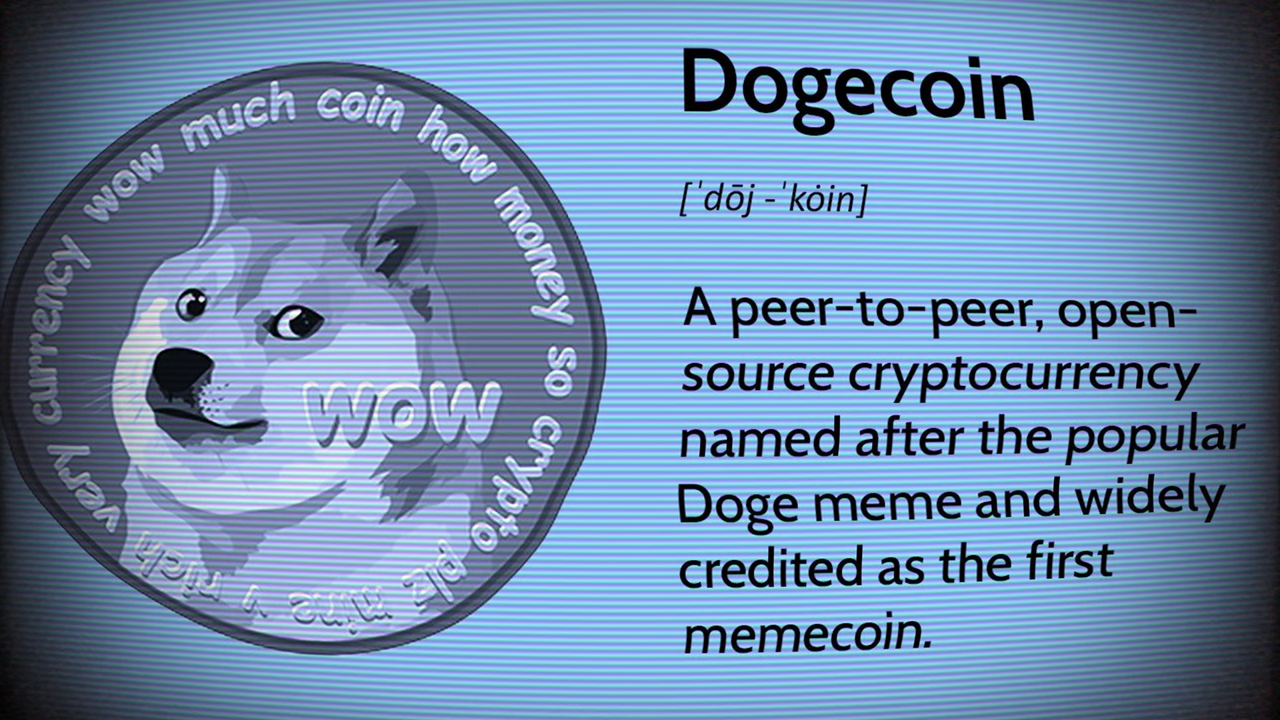 wow much coin how money so crypto plz mine v rich very currency
wow
Dogecoin
[ˈdōj -ˈkȯin]
A peer-to-peer, open-
source cryptocurrency
named after the popular
Doge meme and widely
credited as the first
memecoin.